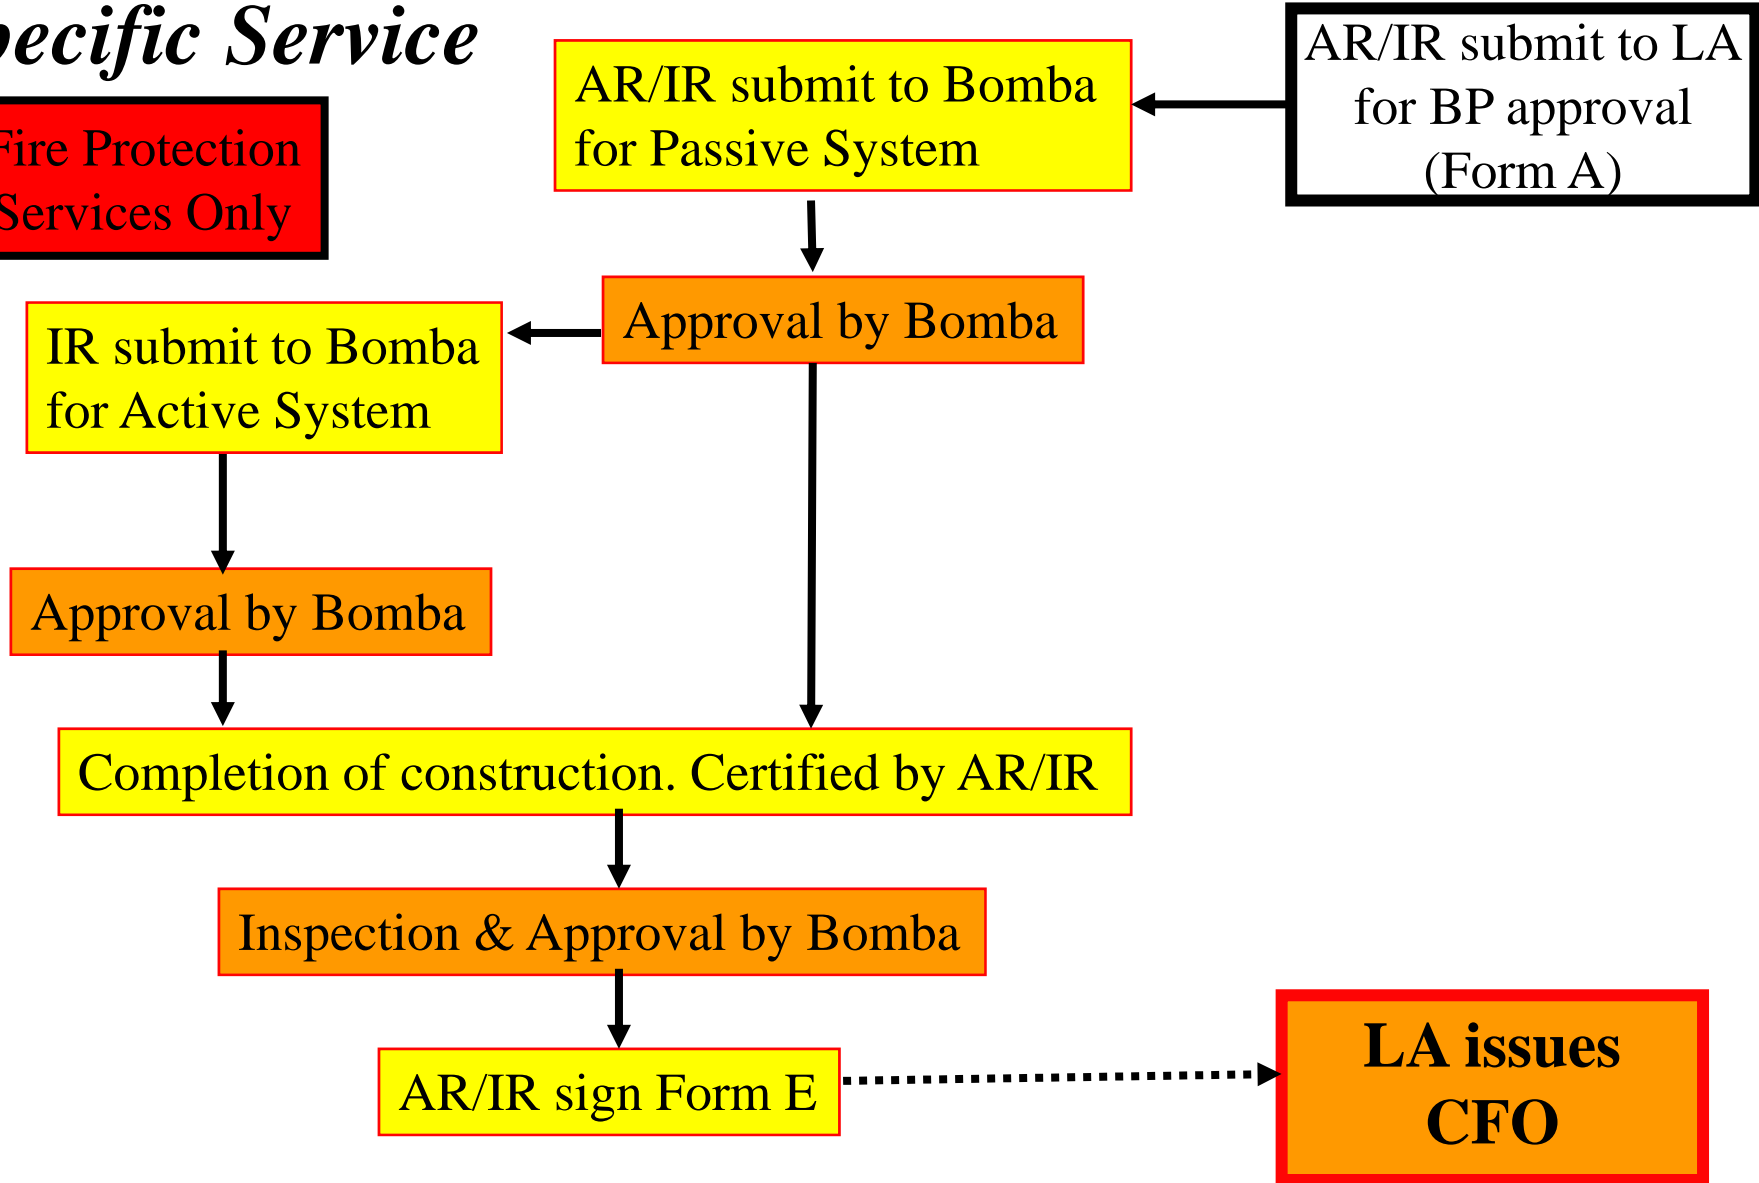 pecific Service
Fire Protection
Services Only
AR/IR submit to LA
for BP approval
(Form A)
AR/IR submit to Bomba
for Passive System
Approval by Bomba
IR submit to Bomba
for Active System
Approval by Bomba
Completion of construction. Certified by AR/IR
Inspection & Approval by Bomba
AR/IR sign Form E
LA issues
CFO